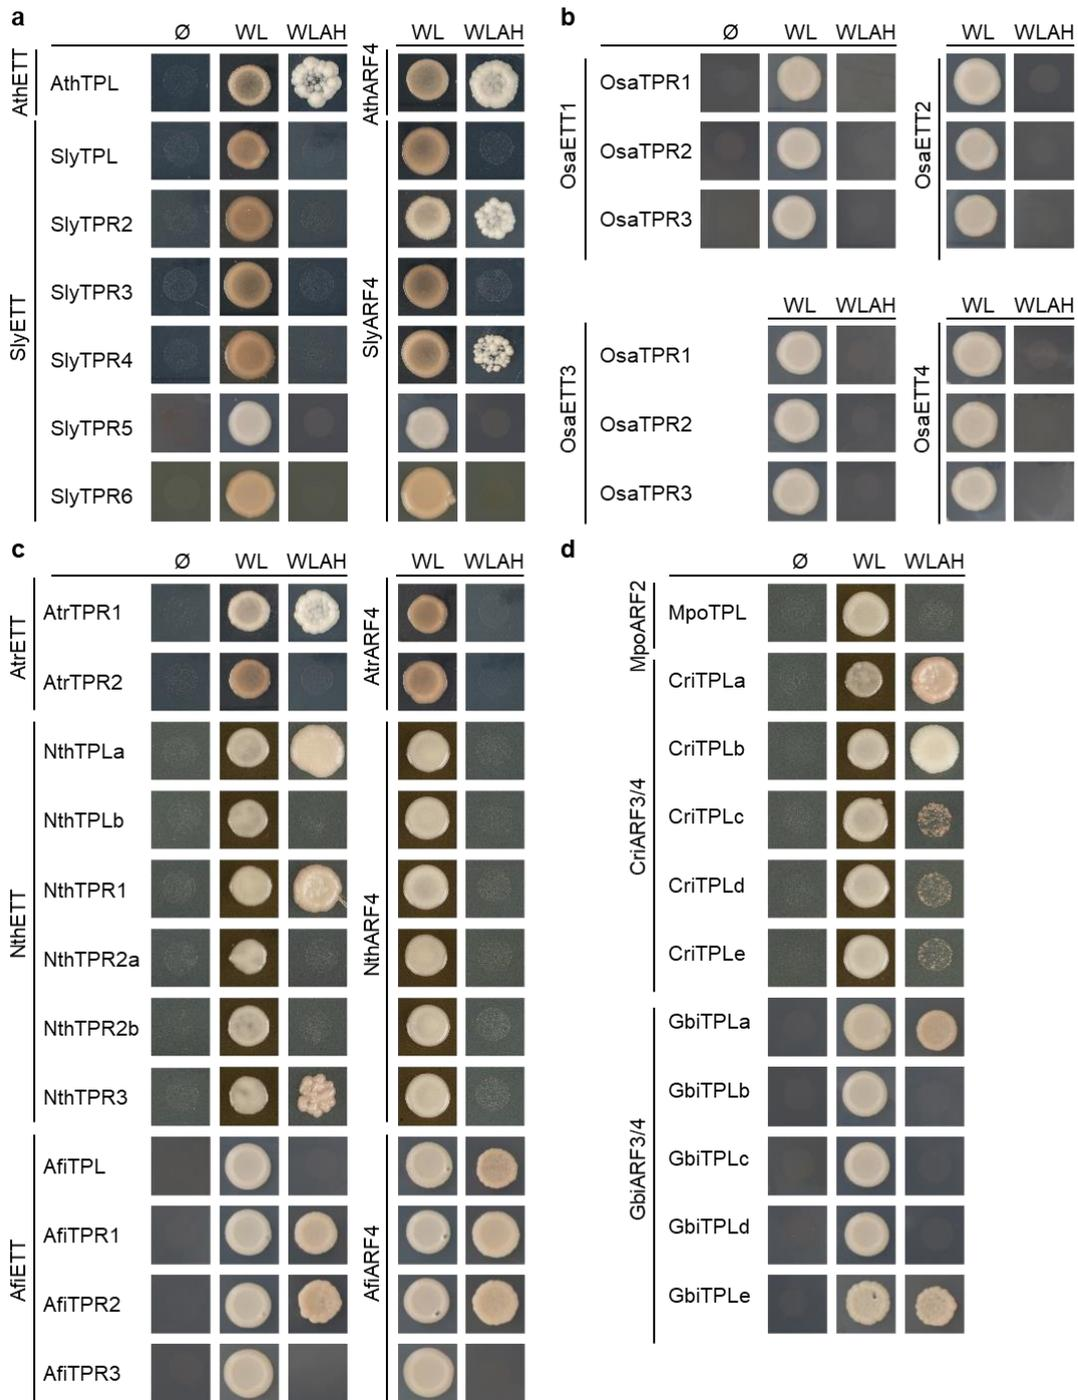 a
Ø WL WLAH WL WLAH
AthETT AthTPL AthARF4
SlyETT SlyARF4
SlyTPL
SlyTPR2
SlyTPR3
SlyTPR4
SlyTPR5
SlyTPR6
b
Ø WL WLAH WL WLAH
OsaETT1 OsaETT2
OsaTPR1
OsaTPR2
OsaTPR3
WL WLAH WL WLAH
OsaETT3 OsaETT4
OsaTPR1
OsaTPR2
OsaTPR3
c
Ø WL WLAH WL WLAH
AtrETT AtrARF4
AtrTPR1
AtrTPR2
NthETT NthARF4
NthTPLa
NthTPLb
NthTPR1
NthTPR2a
NthTPR2b
NthTPR3
AfiETT AfiARF4
AfiTPL
AfiTPR1
AfiTPR2
AfiTPR3
d
Ø WL WLAH
MpoARF2 MpoTPL
CriARF3/4
CriTPLa
CriTPLb
CriTPLc
CriTPLd
CriTPLe
GbiARF3/4
GbiTPLa
GbiTPLb
GbiTPLc
GbiTPLd
GbiTPLe